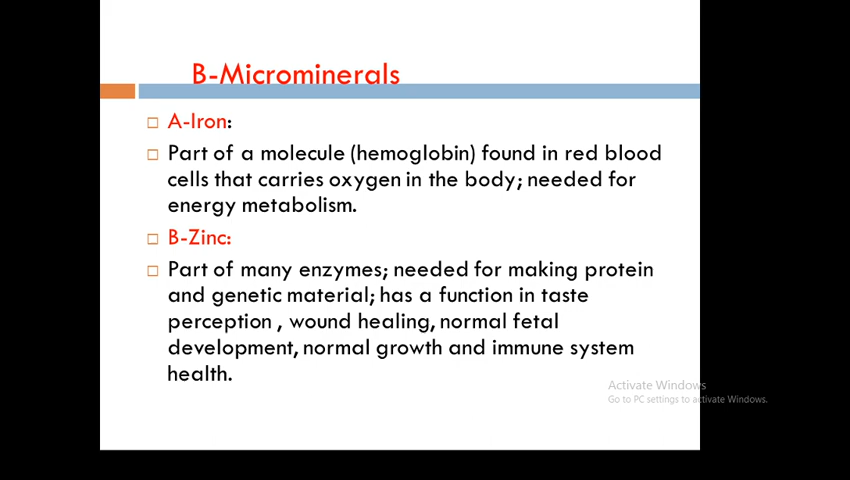 B-Microminerals
A-Iron:
Part of a molecule (hemoglobin) found in red blood
cells that carries oxygen in the body; needed for
energy metabolism.
B-Zinc:
Part of many enzymes; needed for making protein
and genetic material; has a function in taste
perception , wound healing, normal fetal
development, normal growth and immune system
health.
Activate Windows
Go to PC settings to activate Windows.